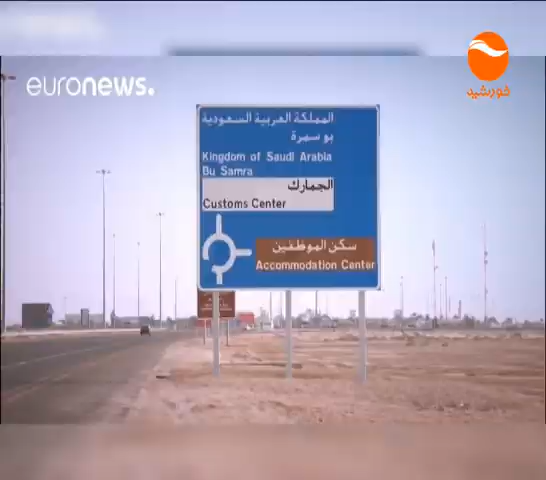 euronews.
خورشید
المملكة العربية السعودية
بو سمرة
Kingdom of Saudi Arabia
Bu Samra
الجمارك
Customs Center
سكن الموظفين
Accommodation Center